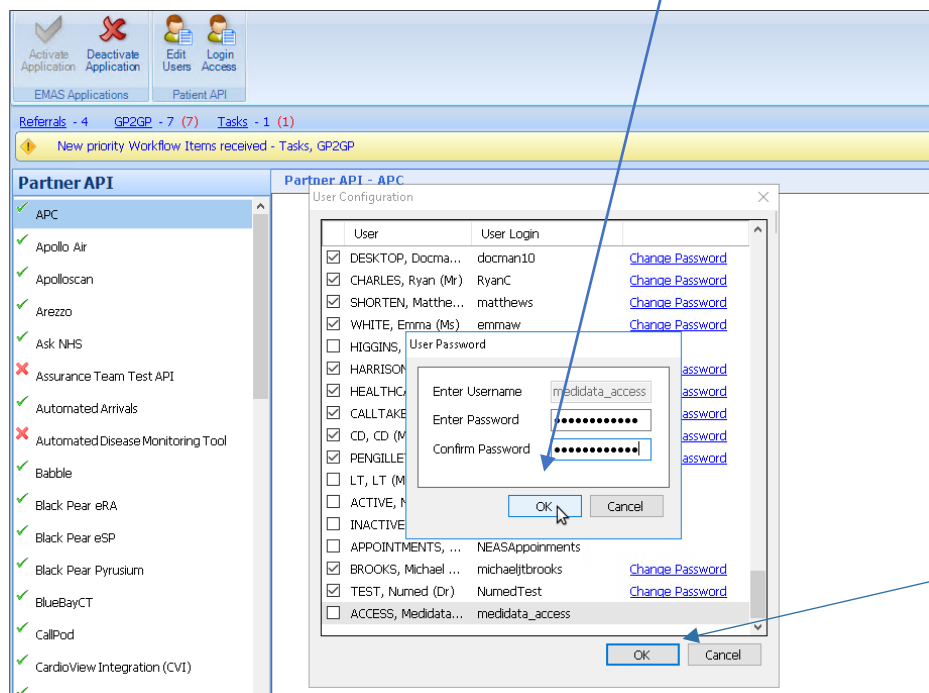 Activate Application
Deactivate Application
Edit Users
Login Access
EMAS Applications
Patient API
Referrals - 4 GP2GP - 7 (7) Tasks - 1 (1)
New priority Workflow Items received - Tasks, GP2GP
Partner API
APC
Apollo Air
Apolloscan
Arezzo
Ask NHS
Assurance Team Test API
Automated Arrivals
Automated Disease Monitoring Tool
Babble
Black Pear eRA
Black Pear eSP
Black Pear Pyrusium
BlueBayCT
CallPod
CardioView Integration (CVI)
Partner API - APC
User Configuration
User User Login
DESKTOP, Docma... docman10 Change Password
CHARLES, Ryan (Mr) RyanC Change Password
SHORTEN, Matthe... matthews Change Password
WHITE, Emma (Ms) emmaw Change Password
HIGGINS,
HARRISON assword
HEALTHCA assword
CALLTAKE assword
CD, CD (M assword
PENGILLE assword
LT, LT (M
ACTIVE,
INACTIVE
APPOINTMENTS, ... NEASAppoinments
BROOKS, Michael ... michaeljtbrooks Change Password
TEST, Numed (Dr) NumedTest Change Password
ACCESS, Medidata... medidata_access
OK Cancel
User Password
Enter Username medidata_access
Enter Password
Confirm Password
OK Cancel